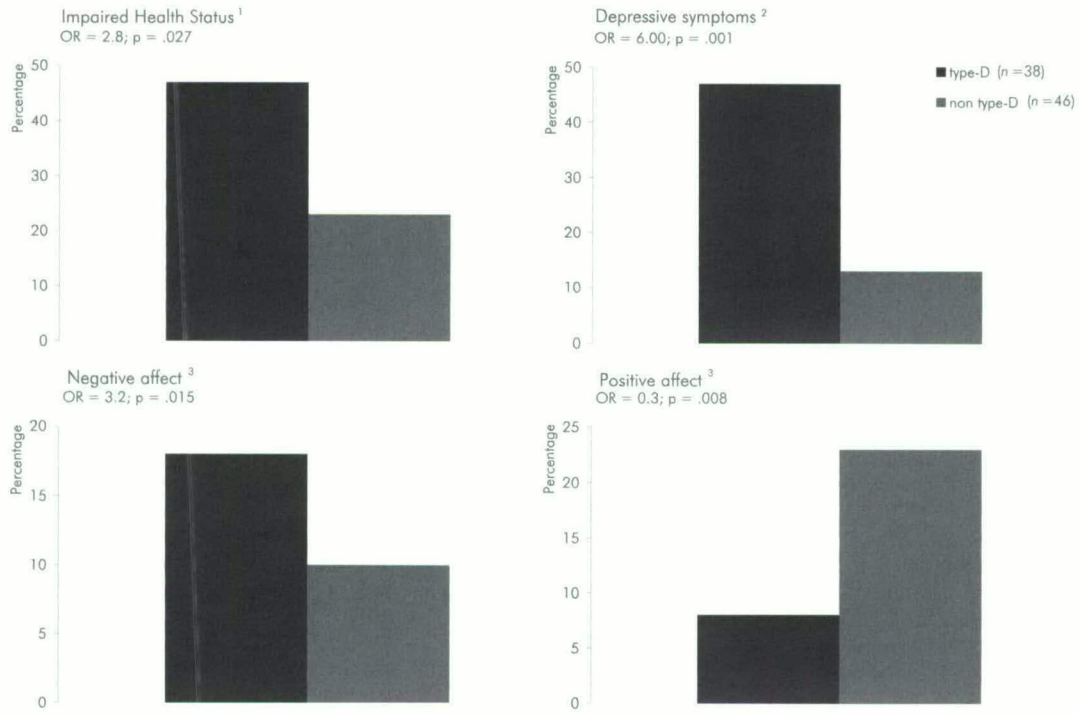 Impaired Health Status ¹
OR = 2.8; p = .027
Percentage
50
40
30
20
10
0
Depressive symptoms ²
OR = 6.00; p = .001
Percentage
50
40
30
20
10
0
type-D (n =38)
non type-D (n =46)
Negative affect ³
OR = 3.2; p = .015
Percentage
20
15
10
5
0
Positive affect ³
OR = 0.3; p = .008
Percentage
25
20
15
10
5
0